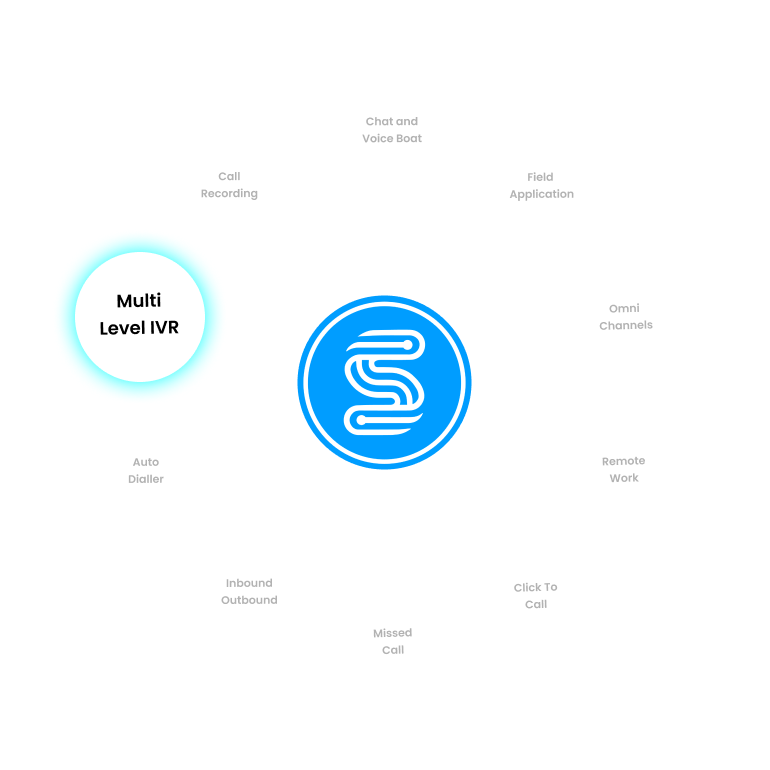 Chat and
Voice Boat
Call
Recording
Field
Application
Multi
Level IVR
Omni
Channels
Auto
Dialler
Remote
Work
Inbound
Outbound
Click To
Call
Missed
Call